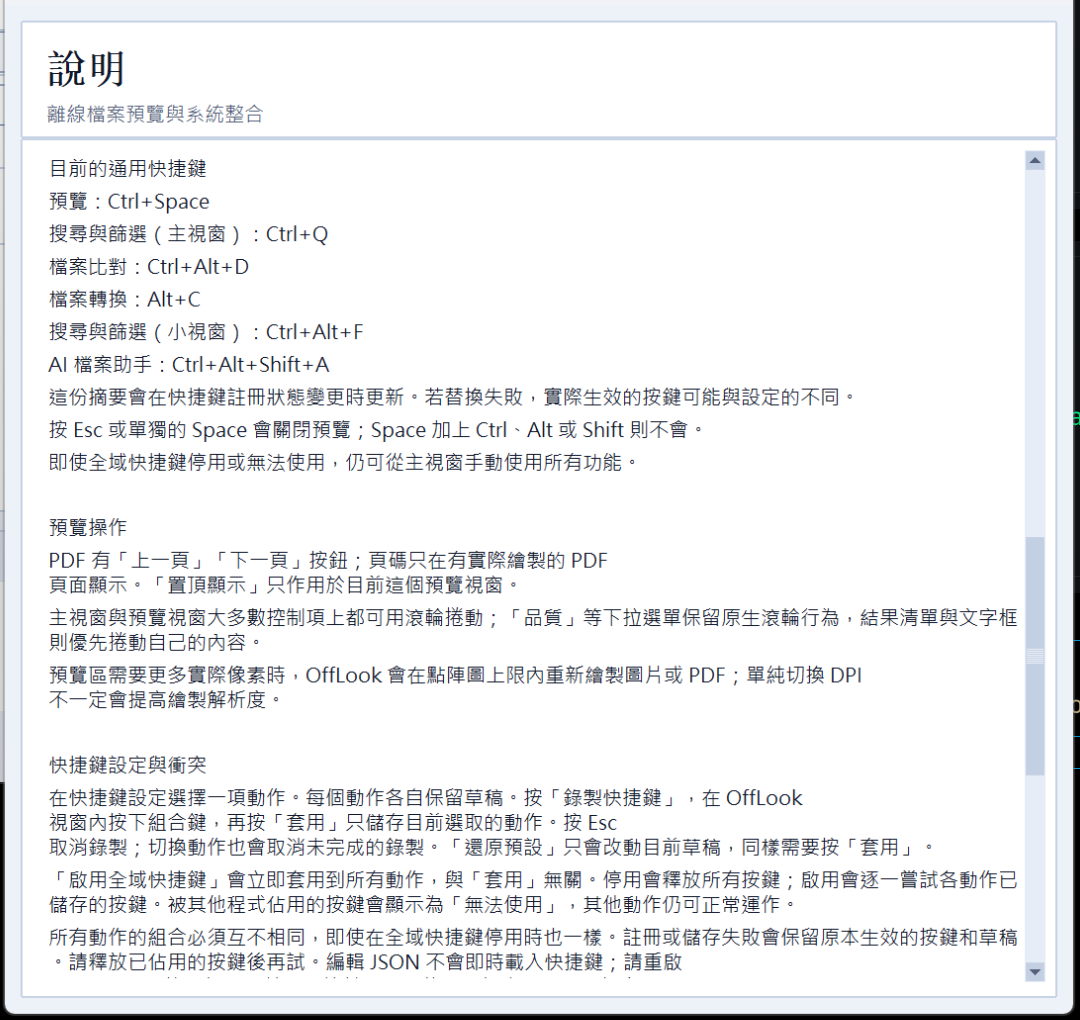 說明
離線檔案預覽與系統整合
目前的通用快捷鍵
預覽：Ctrl+Space
搜尋與篩選（主視窗）：Ctrl+Q
檔案比對：Ctrl+Alt+D
檔案轉換：Alt+C
搜尋與篩選（小視窗）：Ctrl+Alt+F
AI 檔案助手：Ctrl+Alt+Shift+A
這份摘要會在快捷鍵註冊狀態變更時更新。若替換失敗，實際生效的按鍵可能與設定的不同。
按 Esc 或單獨的 Space 會關閉預覽；Space 加上 Ctrl、Alt 或 Shift 則不會。
即使全域快捷鍵停用或無法使用，仍可從主視窗手動使用所有功能。
預覽操作
PDF 有「上一頁」「下一頁」按鈕；頁碼只在有實際繪製的 PDF
頁面顯示。「置頂顯示」只作用於目前這個預覽視窗。
主視窗與預覽視窗大多數控制項上都可用滾輪捲動；「品質」等下拉選單保留原生滾輪行為，結果清單與文字框
則優先捲動自己的內容。
預覽區需要更多實際像素時，OffLook 會在點陣圖上限內重新繪製圖片或 PDF；單純切換 DPI
不一定會提高繪製解析度。
快捷鍵設定與衝突
在快捷鍵設定選擇一項動作。每個動作各自保留草稿。按「錄製快捷鍵」，在 OffLook
視窗內按下組合鍵，再按「套用」只儲存目前選取的動作。按 Esc
取消錄製；切換動作也會取消未完成的錄製。「還原預設」只會改動目前草稿，同樣需要按「套用」。
「啟用全域快捷鍵」會立即套用到所有動作，與「套用」無關。停用會釋放所有按鍵；啟用會逐一嘗試各動作已
儲存的按鍵。被其他程式佔用的按鍵會顯示為「無法使用」，其他動作仍可正常運作。
所有動作的組合必須互不相同，即使在全域快捷鍵停用時也一樣。註冊或儲存失敗會保留原本生效的按鍵和草稿
。請釋放已佔用的按鍵後再試。編輯 JSON 不會即時載入快捷鍵；請重啟